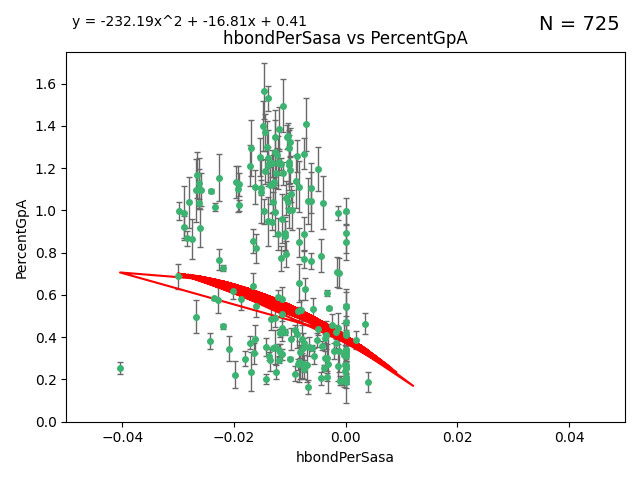 y = -232.19x^2 + -16.81x + 0.41
N = 725
hbondPerSasa vs PercentGpA
PercentGpA
1.6
1.4
1.2
1.0
0.8
0.6
0.4
0.2
0.0
−0.04
−0.02
0.00
0.02
0.04
hbondPerSasa